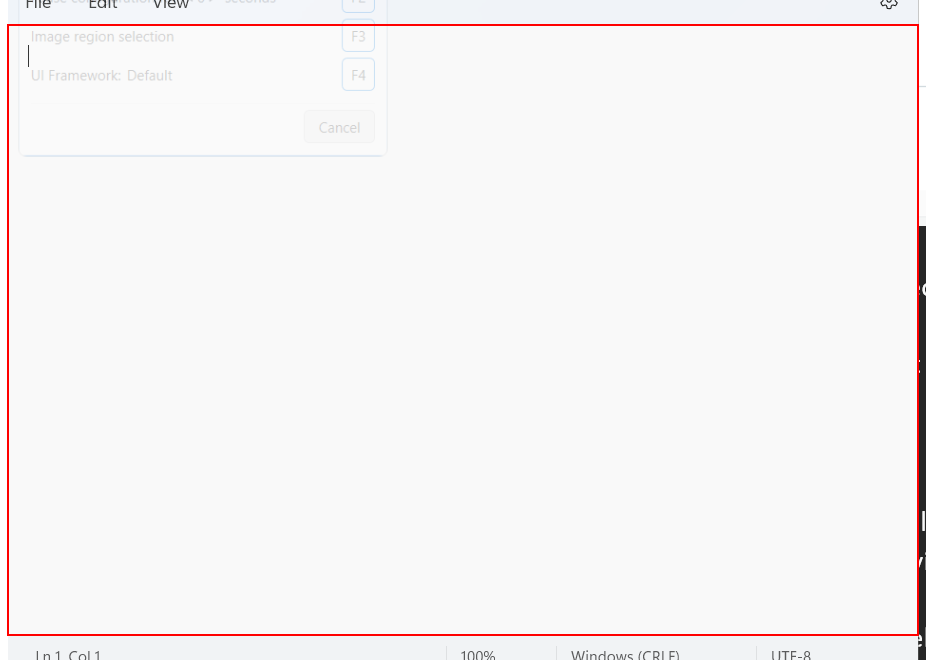 File Edit View
seconds F2
Image region selection F3
UI Framework: Default F4
Cancel
Ln 1, Col 1 100% Windows (CRLF) UTF-8